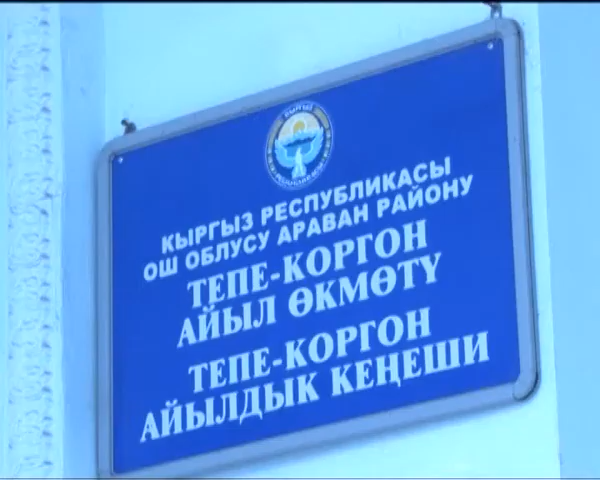 КЫРГЫЗ РЕСПУБЛИКАСЫ
ОШ ОБЛУСУ АРАВАН РАЙОНУ
ТЕПЕ-КОРГОН
АЙЫЛ ӨКМӨТҮ
ТЕПЕ-КОРГОН
АЙЫЛДЫК КЕҢЕШИ